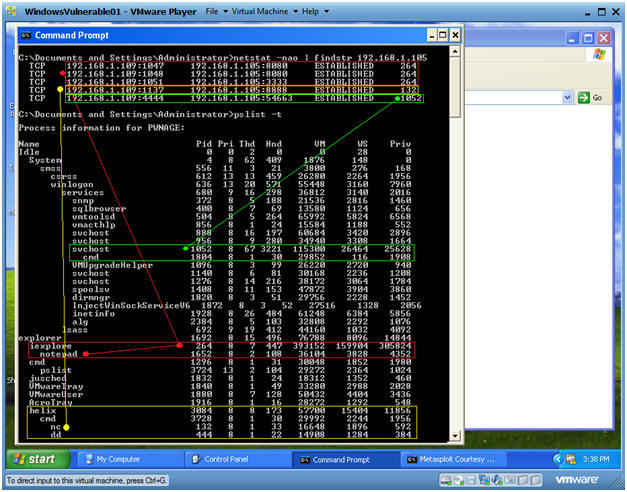 WindowsVulnerable01 - VMware Player File Virtual Machine Help
Command Prompt
C:\Documents and Settings\Administrator>netstat -nao | findstr 192.168.1.105
TCP 192.168.1.109:1047 192.168.1.105:8080 ESTABLISHED 264
TCP 192.168.1.109:1048 192.168.1.105:8080 ESTABLISHED 264
TCP 192.168.1.109:1051 192.168.1.105:3333 ESTABLISHED 264
TCP 192.168.1.109:1137 192.168.1.105:8888 ESTABLISHED 132
TCP 192.168.1.109:4444 192.168.1.105:54663 ESTABLISHED 1052
C:\Documents and Settings\Administrator>pslist -t
Process information for PWNAGE:
Name Pid Pri Thd Hnd VM WS Priv
Idle 0 0 2 0 0 28 0
System 4 8 62 409 1876 148 0
smss 556 11 3 21 3800 276 168
csrss 612 13 13 459 26280 2264 1956
winlogon 636 13 20 571 55448 3160 7960
services 680 9 16 298 36812 3140 2016
snmp 372 8 5 188 21536 2816 1460
sqlbrowser 400 8 7 69 13580 1124 656
vmtoolsd 504 8 5 264 65992 5824 6568
vmacthlp 856 8 1 24 15584 1188 552
svchost 888 8 16 197 60684 3420 2896
svchost 956 8 9 280 34940 3308 1664
svchost 1052 8 67 3221 115300 26464 25628
cmd 1804 8 1 30 29852 116 1908
VMUpgradeHelper 1096 8 3 99 26220 2720 940
svchost 1140 8 6 81 30168 2236 1208
svchost 1276 8 14 216 38172 3064 1784
spoolsv 1408 8 11 153 47872 3904 3860
dirmngr 1820 8 3 51 29756 2228 1452
InjectWinSockServiceV6 1872 8 3 52 27516 1328 2056
inetinfo 1928 8 26 484 61248 6384 5856
alg 2384 8 5 103 32808 2292 1076
lsass 692 9 19 412 44160 1032 4092
explorer 1692 8 15 496 76788 8096 14844
iexplore 264 8 7 447 393152 159904 305824
notepad 1652 8 2 108 36104 3828 4352
cmd 1296 8 1 31 30048 1852 1980
pslist 3724 13 2 104 29272 2364 1024
jusched 1832 8 1 24 18312 1352 460
VMwareTray 1840 8 1 49 33280 2988 2028
VMwareUser 1880 8 7 128 50432 4404 3436
AcroTray 1916 8 1 16 28272 1292 548
helix 3084 8 8 173 57700 15404 11856
cmd 3728 8 1 30 29992 2244 1956
nc 132 8 1 33 16648 1896 592
dd 444 8 1 22 14908 1284 384
Go
start My Computer Control Panel Command Prompt Metasploit Courtesy ... 3:38 PM
To direct input to this virtual machine, press Ctrl+G. vmware